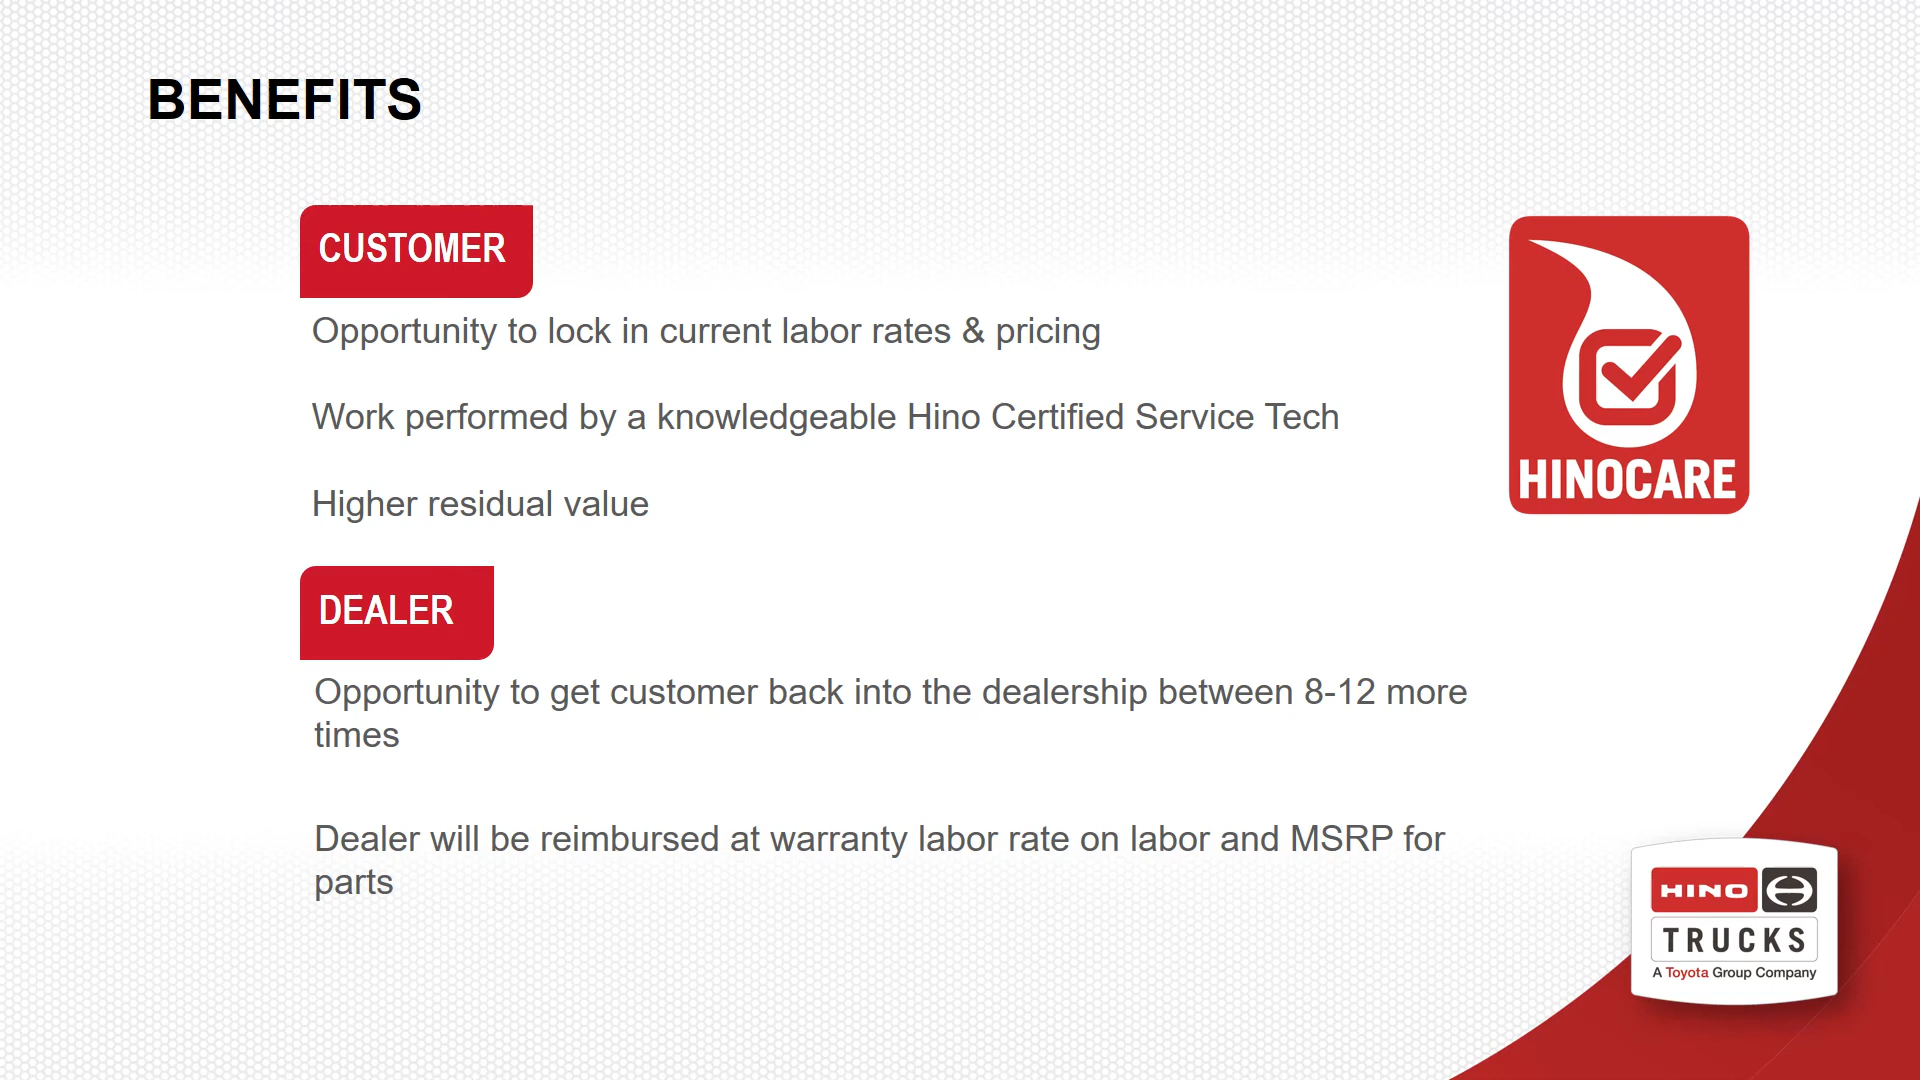 BENEFITS
CUSTOMER
Opportunity to lock in current labor rates & pricing
Work performed by a knowledgeable Hino Certified Service Tech
Higher residual value
HINOCARE
DEALER
Opportunity to get customer back into the dealership between 8-12 more
times
Dealer will be reimbursed at warranty labor rate on labor and MSRP for
parts
HINO
TRUCKS
A Toyota Group Company